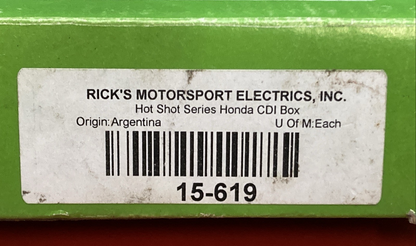 RICK'S MOTORSPORT ELECTRICS, INC.
Hot Shot Series Honda CDI Box
Origin:Argentina U Of M:Each
15-619